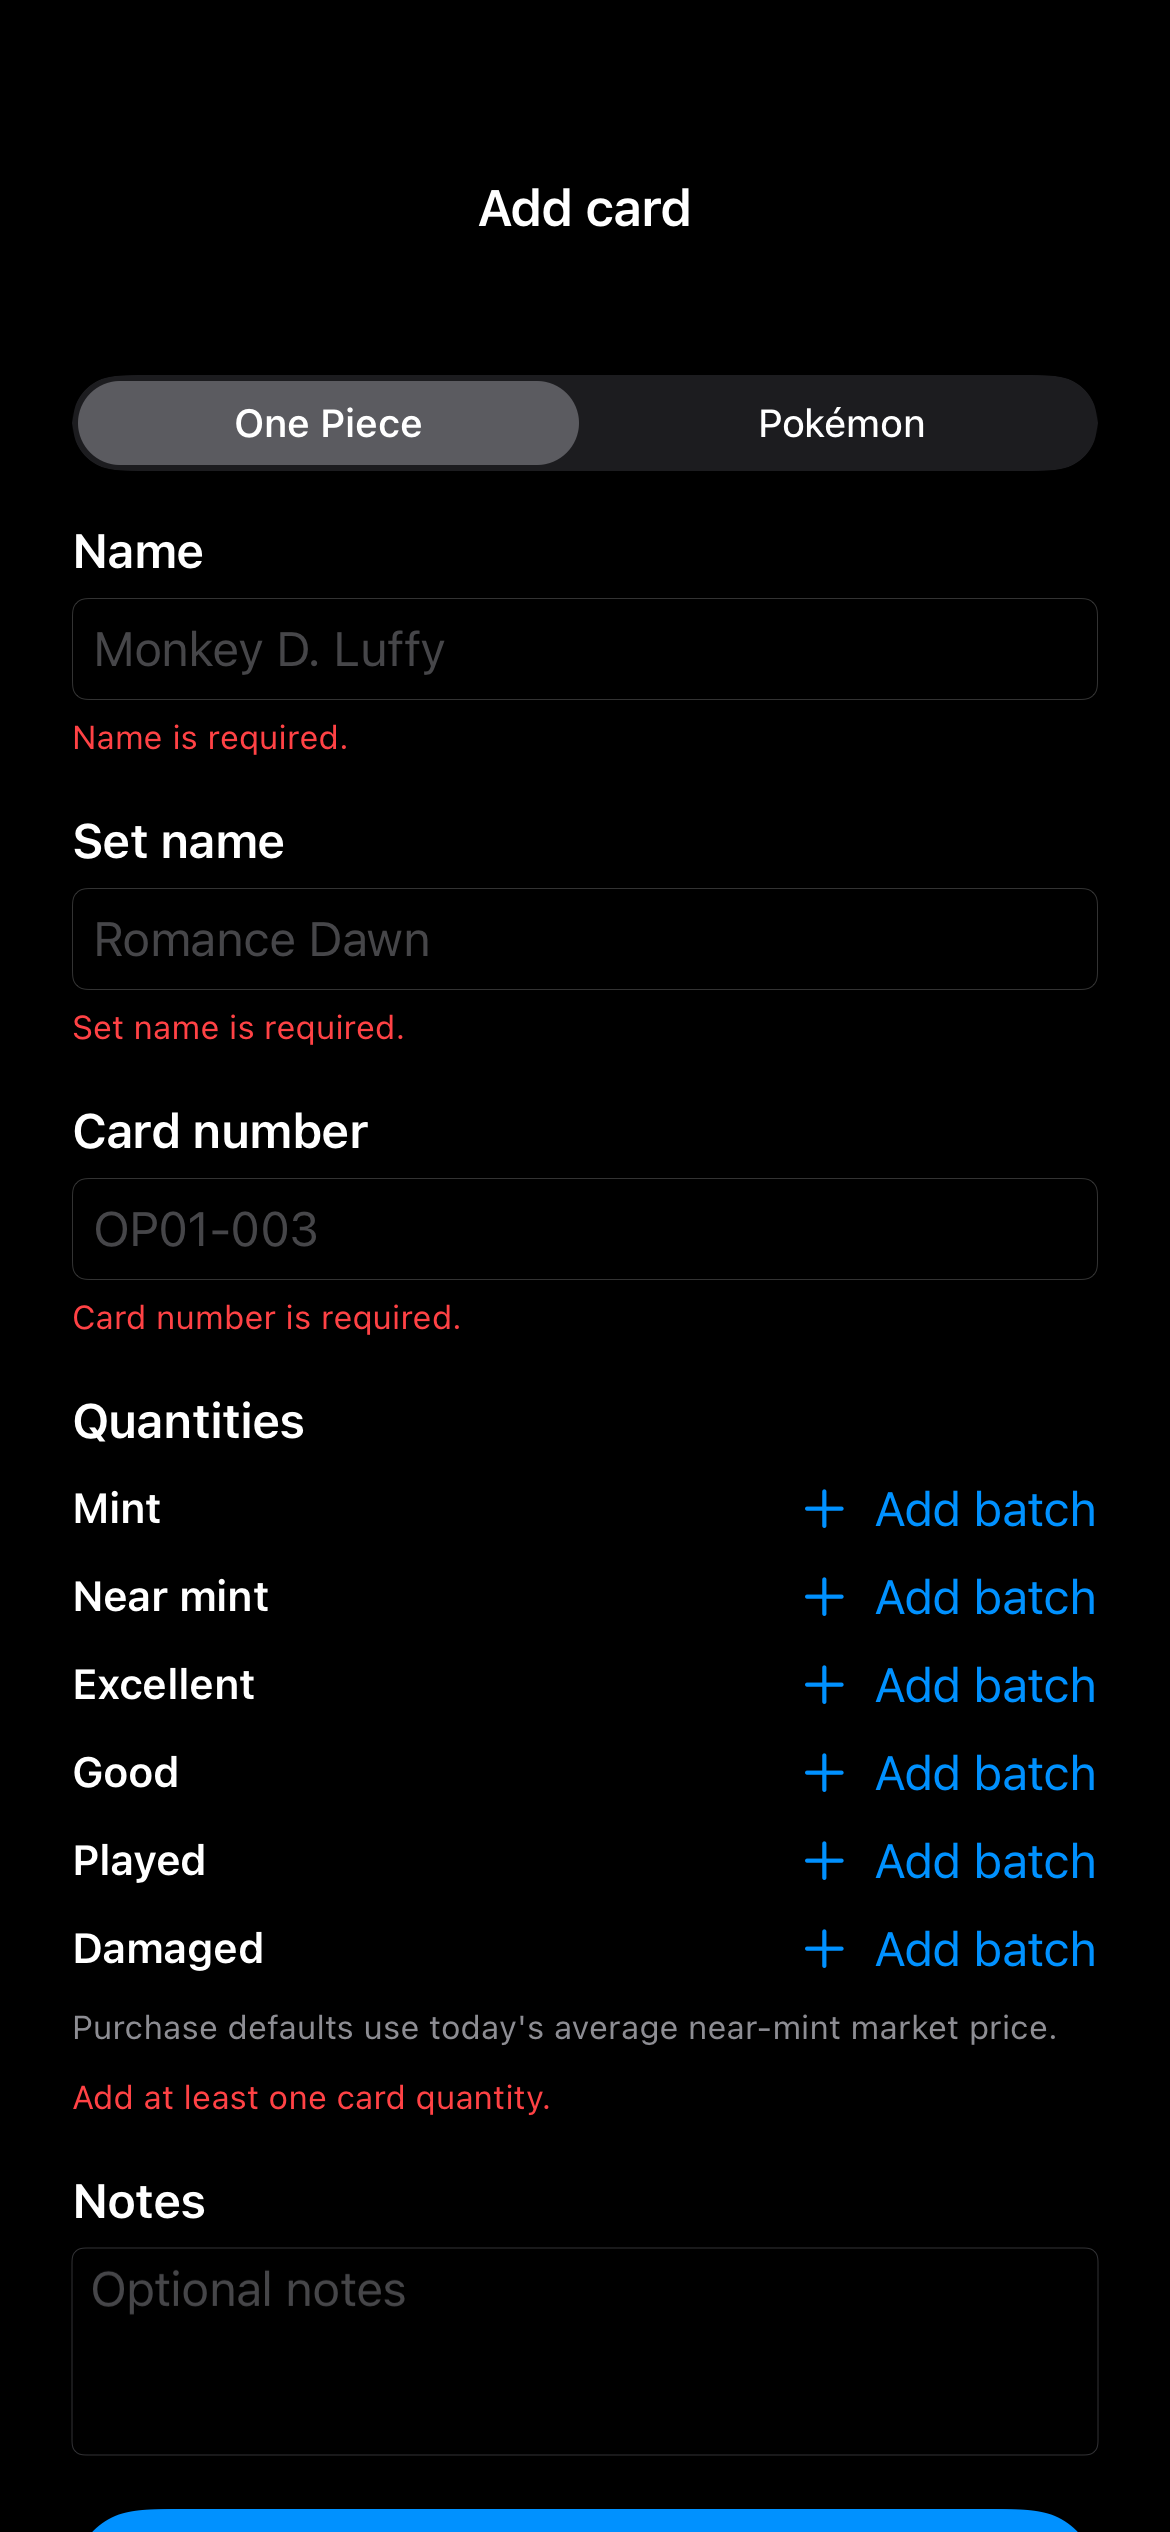 Add card
One Piece
Pokémon
Name
Monkey D. Luffy
Name is required.
Set name
Romance Dawn
Set name is required.
Card number
OP01-003
Card number is required.
Quantities
Mint + Add batch
Near mint + Add batch
Excellent + Add batch
Good + Add batch
Played + Add batch
Damaged + Add batch
Purchase defaults use today's average near-mint market price.
Add at least one card quantity.
Notes
Optional notes